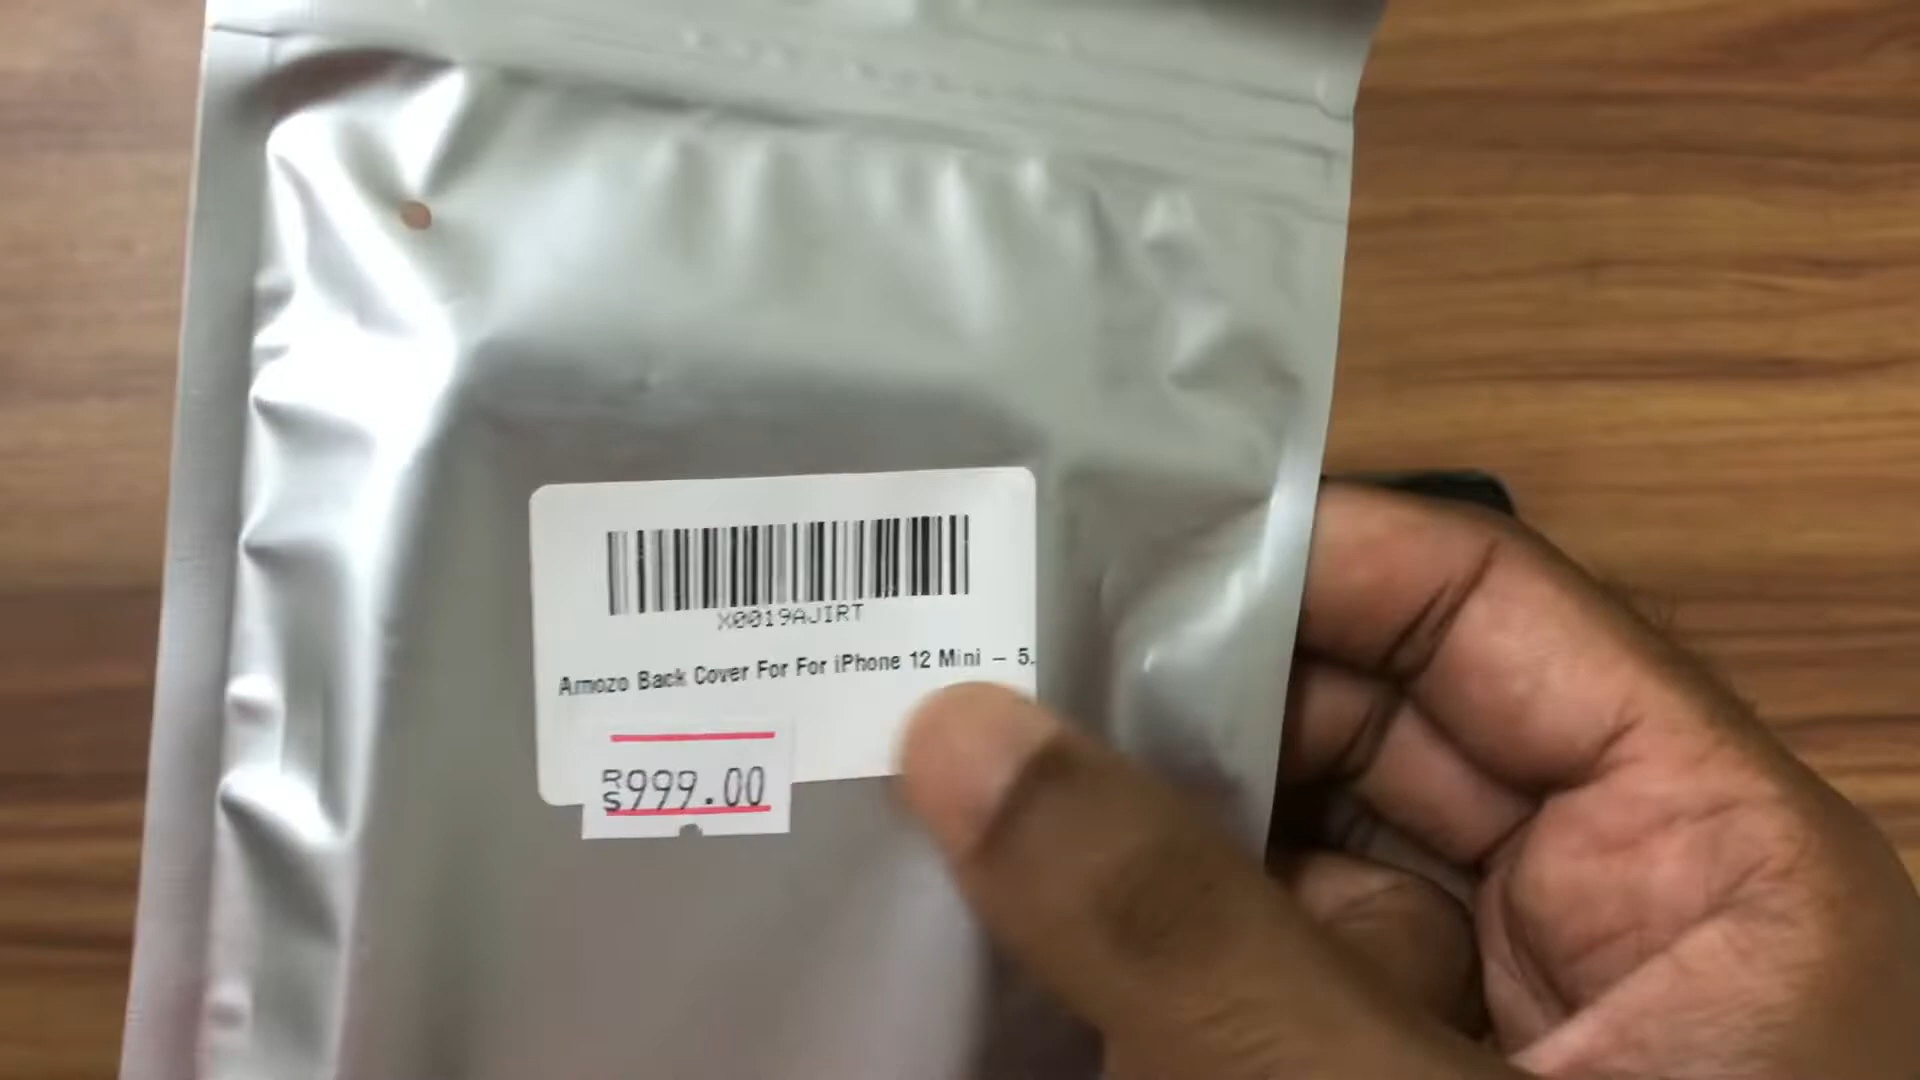 X0019AJIRT
Amozo Back Cover For For iPhone 12 Mini – 5.
Rs999.00